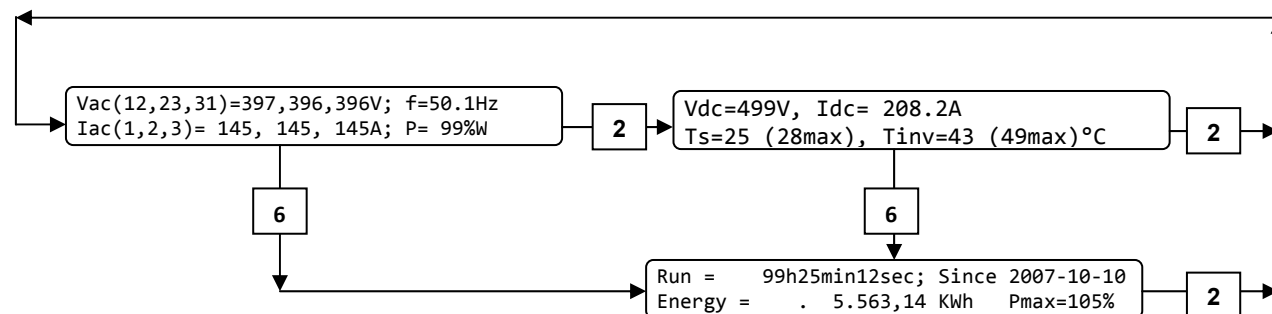 Vac(12,23,31)=397,396,396V; f=50.1Hz
Iac(1,2,3)= 145, 145, 145A; P= 99%W
2
Vdc=499V, Idc= 208.2A
Ts=25 (28max), Tinv=43 (49max)°C
2
6
6
Run =    99h25min12sec; Since 2007-10-10
Energy =    .  5.563,14 KWh   Pmax=105%
2